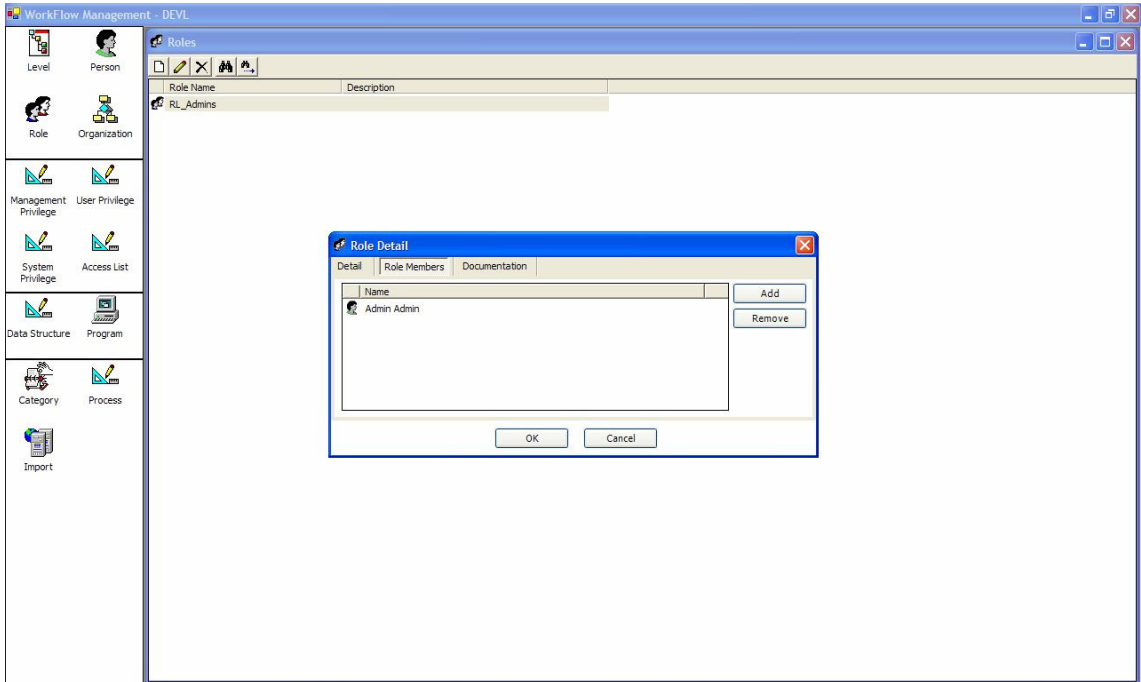 WorkFlow Management - DEVL
Level
Person
Role
Organization
Management Privilege
User Privilege
System Privilege
Access List
Data Structure
Program
Category
Process
Import
Roles
Role Name
Description
RL_Admins
Role Detail
Detail
Role Members
Documentation
Name
Admin Admin
Add
Remove
OK
Cancel